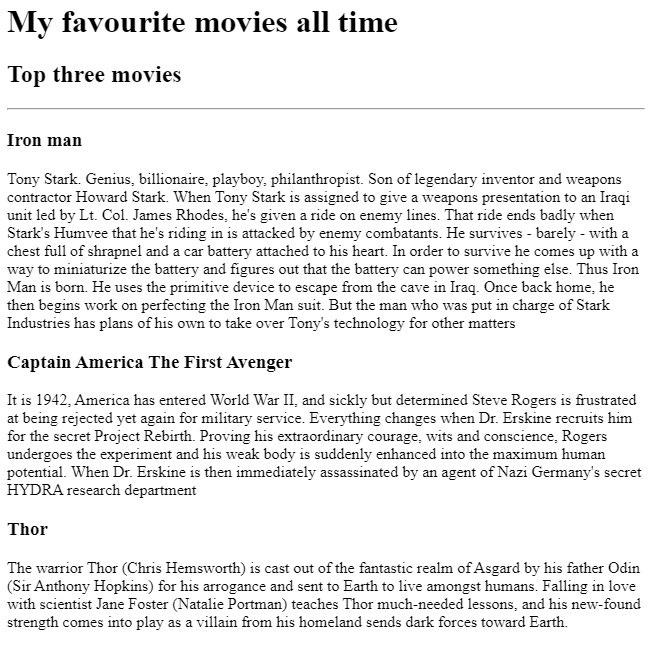 My favourite movies all time
Top three movies
Iron man
Tony Stark. Genius, billionaire, playboy, philanthropist. Son of legendary inventor and weapons
contractor Howard Stark. When Tony Stark is assigned to give a weapons presentation to an Iraqi
unit led by Lt. Col. James Rhodes, he's given a ride on enemy lines. That ride ends badly when
Stark's Humvee that he's riding in is attacked by enemy combatants. He survives - barely - with a
chest full of shrapnel and a car battery attached to his heart. In order to survive he comes up with a
way to miniaturize the battery and figures out that the battery can power something else. Thus Iron
Man is born. He uses the primitive device to escape from the cave in Iraq. Once back home, he
then begins work on perfecting the Iron Man suit. But the man who was put in charge of Stark
Industries has plans of his own to take over Tony's technology for other matters
Captain America The First Avenger
It is 1942, America has entered World War II, and sickly but determined Steve Rogers is frustrated
at being rejected yet again for military service. Everything changes when Dr. Erskine recruits him
for the secret Project Rebirth. Proving his extraordinary courage, wits and conscience, Rogers
undergoes the experiment and his weak body is suddenly enhanced into the maximum human
potential. When Dr. Erskine is then immediately assassinated by an agent of Nazi Germany's secret
HYDRA research department
Thor
The warrior Thor (Chris Hemsworth) is cast out of the fantastic realm of Asgard by his father Odin
(Sir Anthony Hopkins) for his arrogance and sent to Earth to live amongst humans. Falling in love
with scientist Jane Foster (Natalie Portman) teaches Thor much-needed lessons, and his new-found
strength comes into play as a villain from his homeland sends dark forces toward Earth.